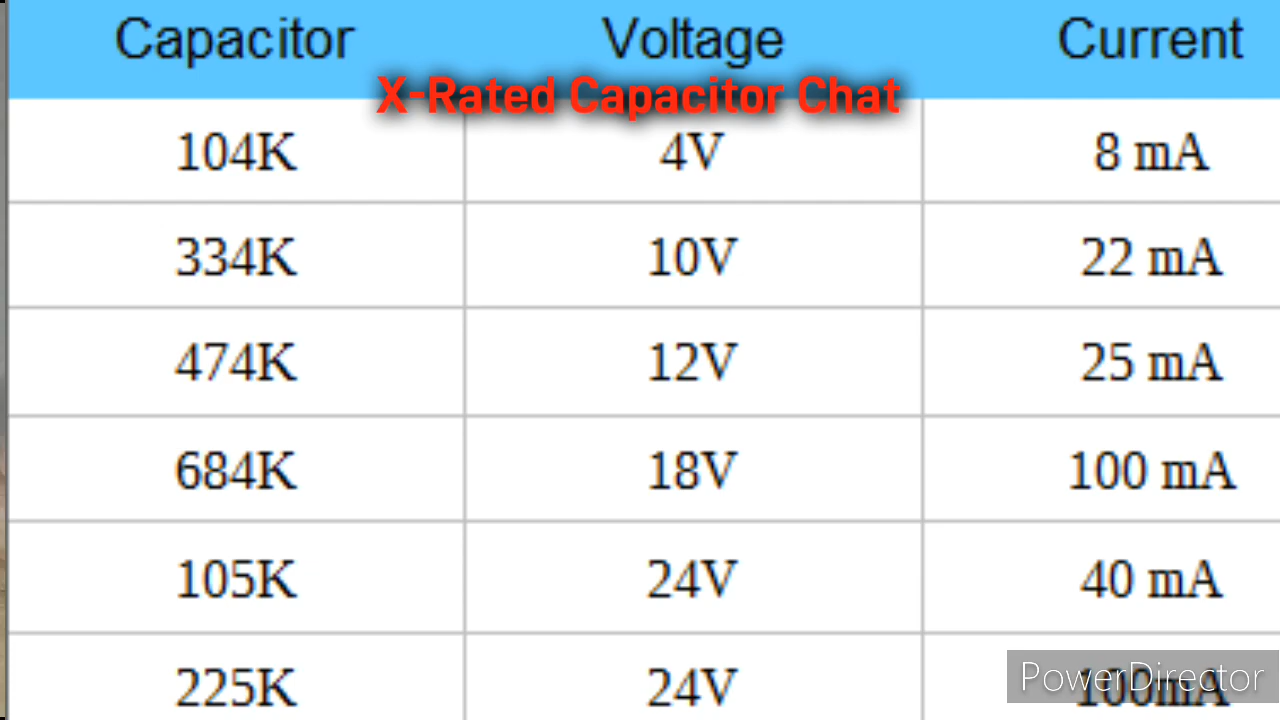 Capacitor Voltage Current
X-Rated Capacitor Chat
104K 4V 8 mA
334K 10V 22 mA
474K 12V 25 mA
684K 18V 100 mA
105K 24V 40 mA
225K 24V 100mA
PowerDirector